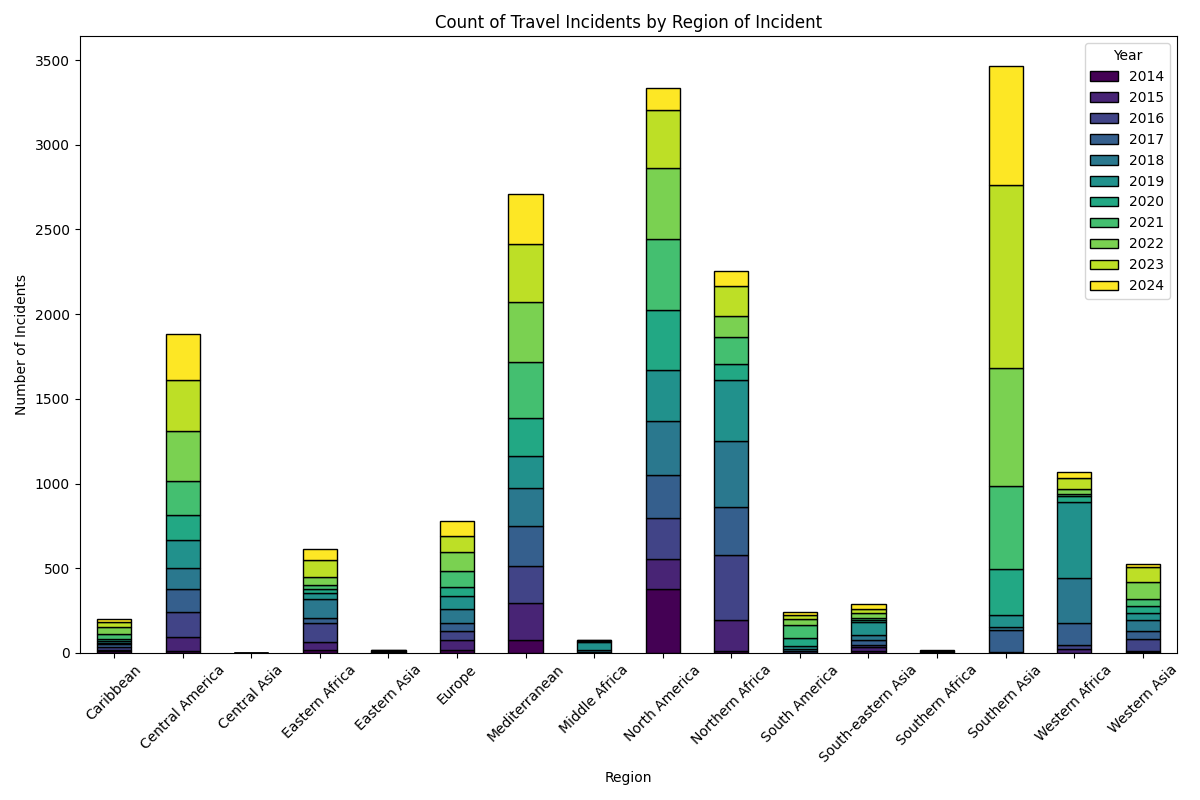 Count of Travel Incidents by Region of Incident
Number of Incidents
3500
3000
2500
2000
1500
1000
500
0
Year
2014
2015
2016
2017
2018
2019
2020
2021
2022
2023
2024
Caribbean
Central America
Central Asia
Eastern Africa
Eastern Asia
Europe
Mediterranean
Middle Africa
North America
Northern Africa
South America
South-eastern Asia
Southern Africa
Southern Asia
Western Africa
Western Asia
Region